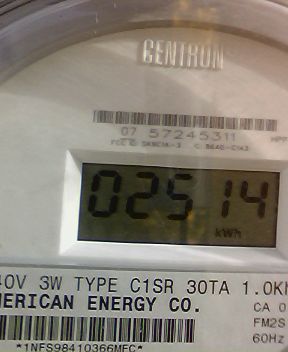 CENTRON
07 57245311
02514
kWh
40V 3W TYPE C1SR 30TA 1.0K
MERICAN ENERGY CO.
CA 0
FM2S
60Hz
*1NFS98410366MFC*